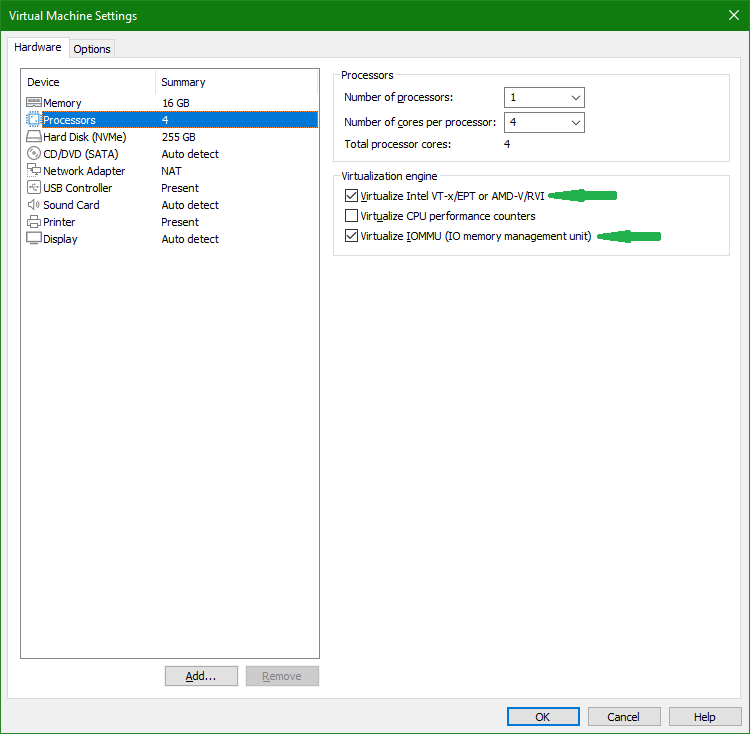 Virtual Machine Settings
Hardware Options
Device Summary
Memory 16 GB
Processors 4
Hard Disk (NVMe) 255 GB
CD/DVD (SATA) Auto detect
Network Adapter NAT
USB Controller Present
Sound Card Auto detect
Printer Present
Display Auto detect
Add... Remove
Processors
Number of processors: 1
Number of cores per processor: 4
Total processor cores: 4
Virtualization engine
Virtualize Intel VT-x/EPT or AMD-V/RVI
Virtualize CPU performance counters
Virtualize IOMMU (IO memory management unit)
OK Cancel Help